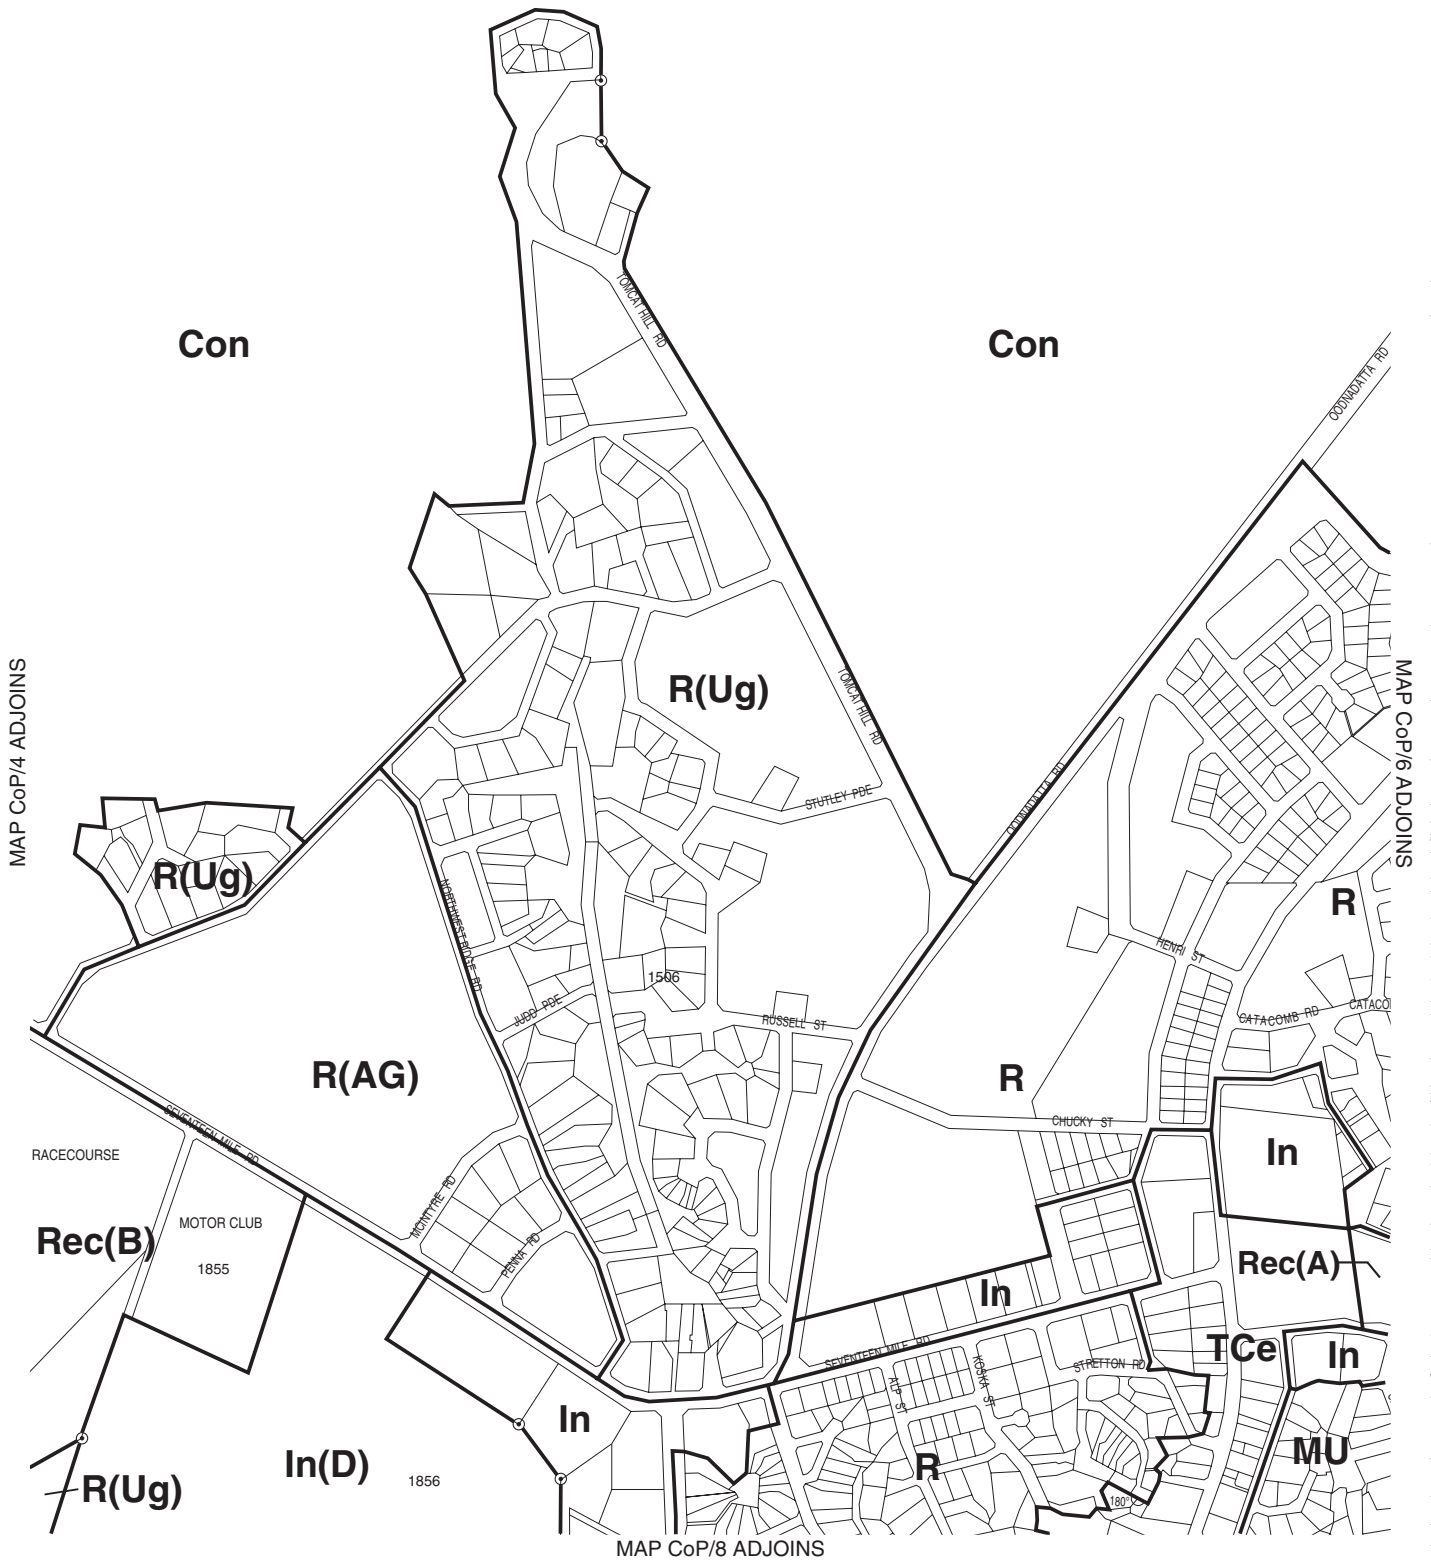 TOMCAT HILL RD
Con
Con
OODNADATTA RD
MAP CoP/4 ADJOINS
MAP CoP/6 ADJOINS
R(Ug)
TOMCAT HILL RD
STUTLEY PDE
OODNADATTA RD
R(Ug)
R
NORTHWEST RIDGE RD
HENRI ST
1506
JUDD PDE
RUSSELL ST
CATACOMB RD
CATACO
R(AG)
R
CHUCKY ST
SEVENTEEN MILE RD
RACECOURSE
In
MCINTYRE RD
MOTOR CLUB
Rec(B)
PENNA RD
1855
Rec(A)
In
SEVENTEEN MILE RD
TCe
In
STRETTON RD
KOSKA ST
ALP ST
In
MU
In(D)
1856
R
R(Ug)
180°
MAP CoP/8 ADJOINS